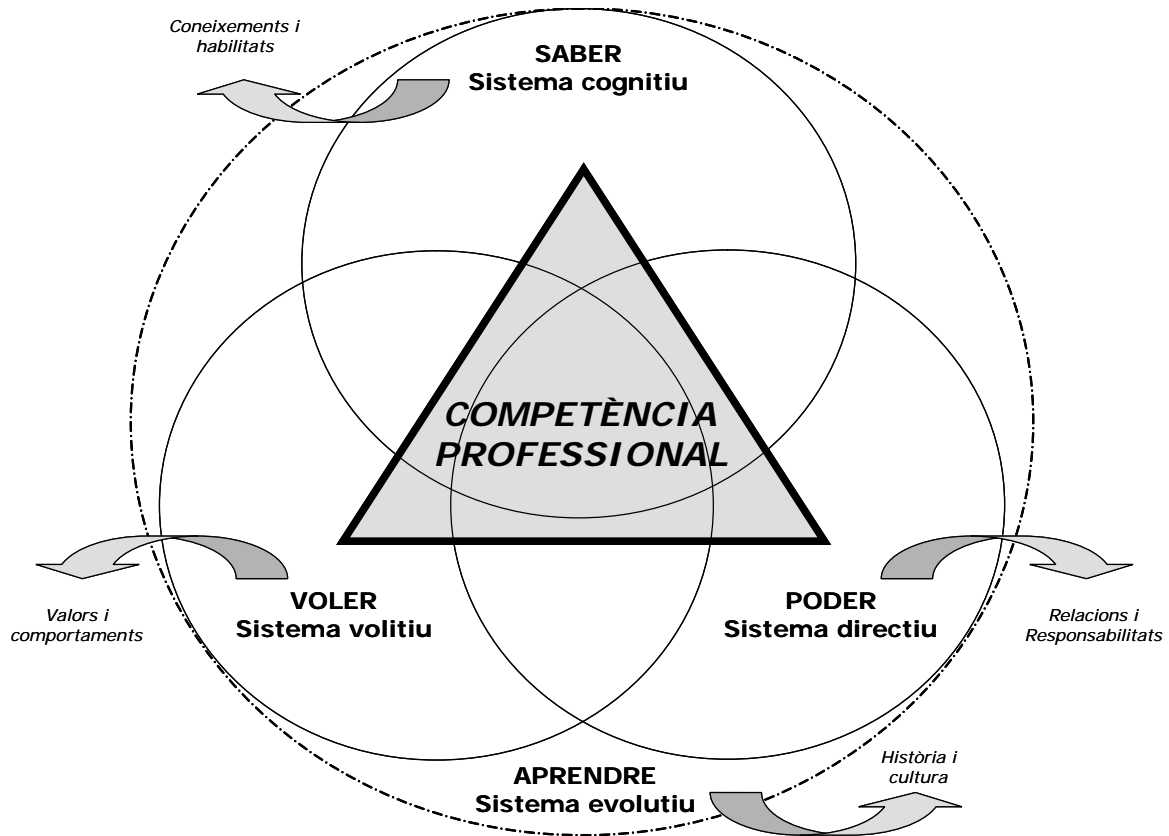 Coneixements i
habilitats
SABER
Sistema cognitiu
COMPETÈNCIA
PROFESSIONAL
VOLER
Sistema volitiu
Valors i
comportaments
PODER
Sistema directiu
Relacions i
Responsabilitats
APRENDRE
Sistema evolutiu
Història i
cultura